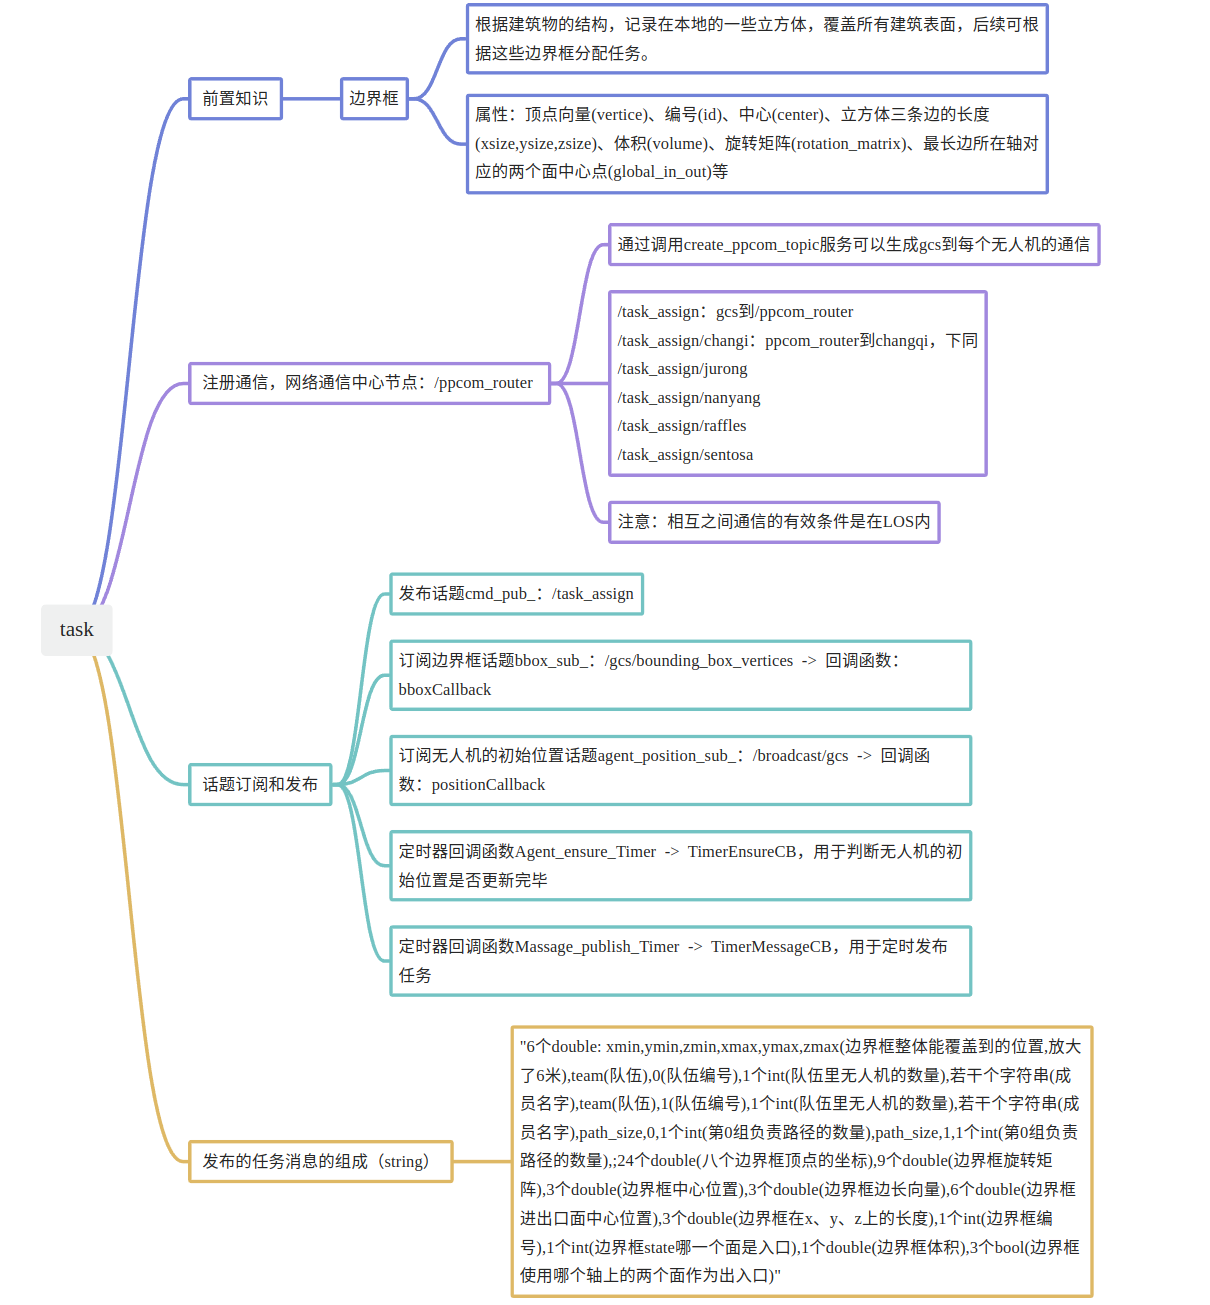 根据建筑物的结构，记录在本地的一些立方体，覆盖所有建筑表面，后续可根
据这些边界框分配任务。
前置知识
边界框
属性：顶点向量(vertice)、编号(id)、中心(center)、立方体三条边的长度
(xsize,ysize,zsize)、体积(volume)、旋转矩阵(rotation_matrix)、最长边所在轴对
应的两个面中心点(global_in_out)等
通过调用create_ppcom_topic服务可以生成gcs到每个无人机的通信
/task_assign：gcs到/ppcom_router
/task_assign/changi：ppcom_router到changqi，下同
/task_assign/jurong
/task_assign/nanyang
/task_assign/raffles
/task_assign/sentosa
注册通信，网络通信中心节点：/ppcom_router
注意：相互之间通信的有效条件是在LOS内
task
发布话题cmd_pub_：/task_assign
订阅边界框话题bbox_sub_：/gcs/bounding_box_vertices -> 回调函数：
bboxCallback
订阅无人机的初始位置话题agent_position_sub_：/broadcast/gcs -> 回调函
数：positionCallback
话题订阅和发布
定时器回调函数Agent_ensure_Timer -> TimerEnsureCB，用于判断无人机的初
始位置是否更新完毕
定时器回调函数Massage_publish_Timer -> TimerMessageCB，用于定时发布
任务
发布的任务消息的组成（string）
"6个double: xmin,ymin,zmin,xmax,ymax,zmax(边界框整体能覆盖到的位置,放大
了6米),team(队伍),0(队伍编号),1个int(队伍里无人机的数量),若干个字符串(成
员名字),team(队伍),1(队伍编号),1个int(队伍里无人机的数量),若干个字符串(成
员名字),path_size,0,1个int(第0组负责路径的数量),path_size,1,1个int(第0组负责
路径的数量),;24个double(八个边界框顶点的坐标),9个double(边界框旋转矩
阵),3个double(边界框中心位置),3个double(边界框边长向量),6个double(边界框
进出口面中心位置),3个double(边界框在x、y、z上的长度),1个int(边界框编
号),1个int(边界框state哪一个面是入口),1个double(边界框体积),3个bool(边界框
使用哪个轴上的两个面作为出入口)"